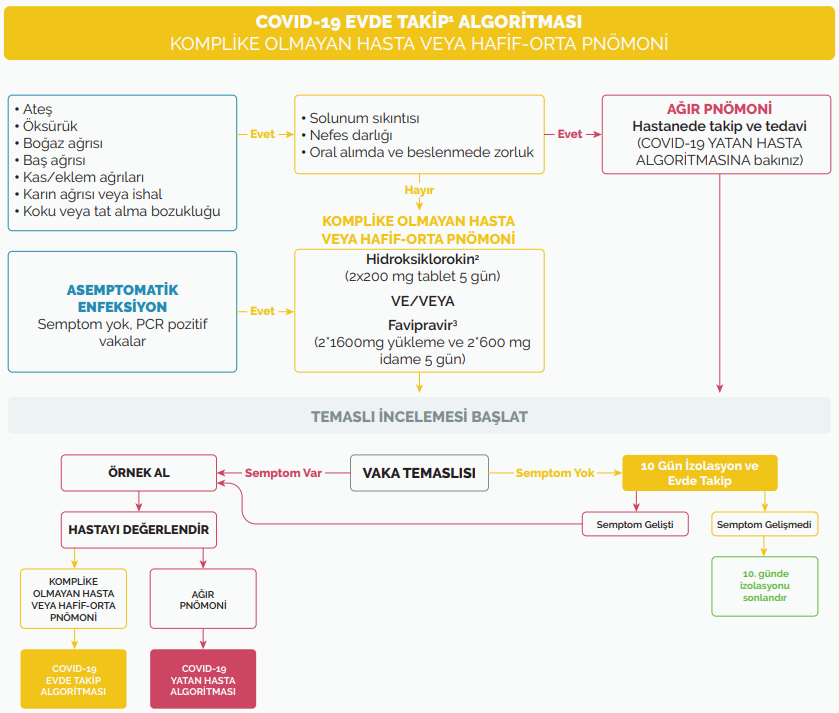 COVID-19 EVDE TAKİP¹ ALGORİTMASI
KOMPLİKE OLMAYAN HASTA VEYA HAFİF-ORTA PNÖMONİ
• Ateş
• Öksürük
• Boğaz ağrısı
• Baş ağrısı
• Kas/eklem ağrıları
• Karın ağrısı veya ishal
• Koku veya tat alma bozukluğu
Evet
• Solunum sıkıntısı
• Nefes darlığı
• Oral alımda ve beslenmede zorluk
Evet
AĞIR PNÖMONİ
Hastanede takip ve tedavi
(COVID-19 YATAN HASTA
ALGORİTMASINA bakınız)
Hayır
KOMPLİKE OLMAYAN HASTA
VEYA HAFİF-ORTA PNÖMONİ
ASEMPTOMATİK
ENFEKSİYON
Semptom yok, PCR pozitif
vakalar
Evet
Hidroksiklorokin²
(2x200 mg tablet 5 gün)
VE/VEYA
Favipravir³
(2*1600mg yükleme ve 2*600 mg
idame 5 gün)
TEMASLI İNCELEMESİ BAŞLAT
ÖRNEK AL
Semptom Var
VAKA TEMASLISI
Semptom Yok
10 Gün İzolasyon ve
Evde Takip
HASTAYI DEĞERLENDİR
Semptom Gelişti
Semptom Gelişmedi
KOMPLİKE
OLMAYAN HASTA
VEYA HAFİF-ORTA
PNÖMONİ
AĞIR
PNÖMONİ
10. günde
izolasyonu
sonlandır
COVID-19
EVDE TAKİP
ALGORİTMASI
COVID-19
YATAN HASTA
ALGORİTMASI